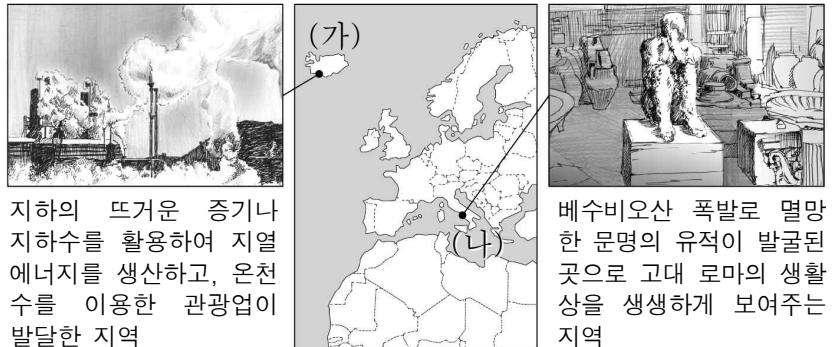 (가)
(나)
지하의 뜨거운 증기나
지하수를 활용하여 지열
에너지를 생산하고, 온천
수를 이용한 관광업이
발달한 지역
베수비오산 폭발로 멸망
한 문명의 유적이 발굴된
곳으로 고대 로마의 생활
상을 생생하게 보여주는
지역